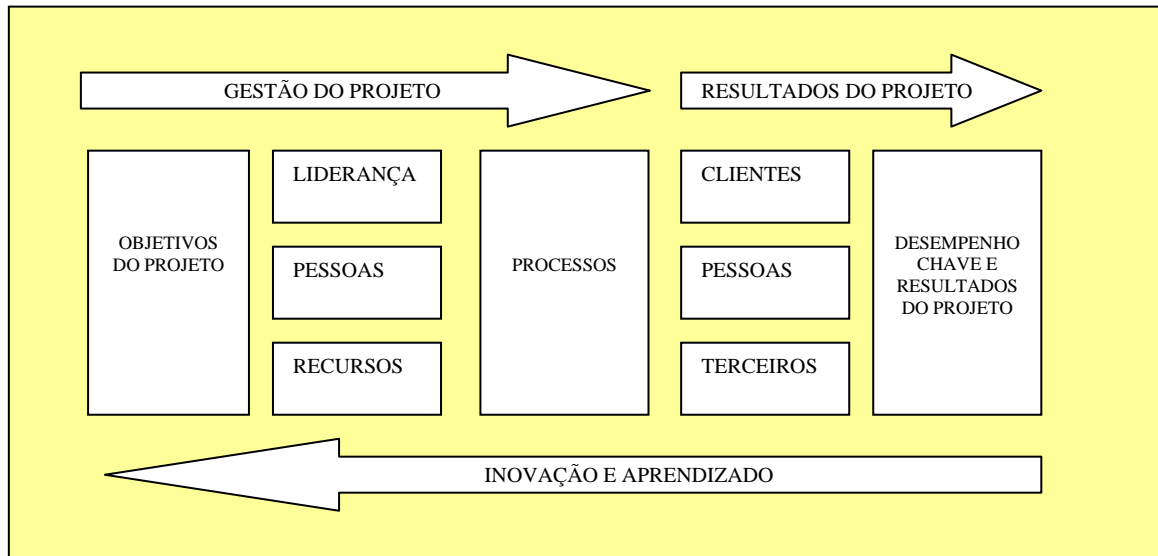 GESTÃO DO PROJETO
RESULTADOS DO PROJETO
OBJETIVOS
DO PROJETO
LIDERANÇA
PESSOAS
RECURSOS
PROCESSOS
CLIENTES
PESSOAS
TERCEIROS
DESEMPENHO
CHAVE E
RESULTADOS
DO PROJETO
INOVAÇÃO E APRENDIZADO